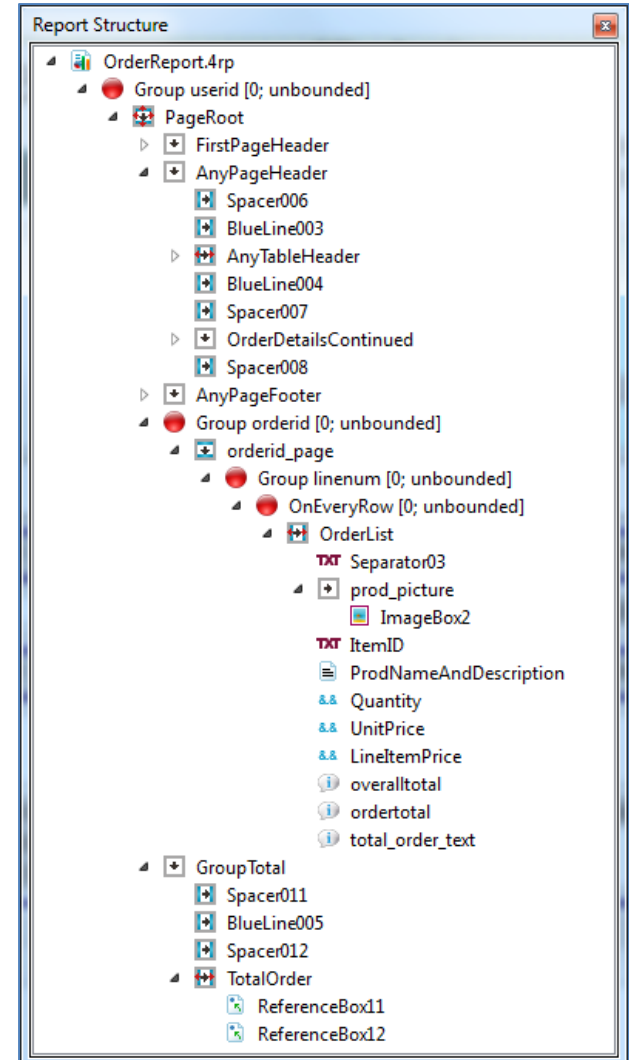 Report Structure
OrderReport.4rp
Group userid [0; unbounded]
PageRoot
FirstPageHeader
AnyPageHeader
Spacer006
BlueLine003
AnyTableHeader
BlueLine004
Spacer007
OrderDetailsContinued
Spacer008
AnyPageFooter
Group orderid [0; unbounded]
orderid_page
Group linenum [0; unbounded]
OnEveryRow [0; unbounded]
OrderList
TXT Separator03
prod_picture
ImageBox2
TXT ItemID
ProdNameAndDescription
&.& Quantity
&.& UnitPrice
&.& LineItemPrice
overalltotal
ordertotal
total_order_text
GroupTotal
Spacer011
BlueLine005
Spacer012
TotalOrder
ReferenceBox11
ReferenceBox12